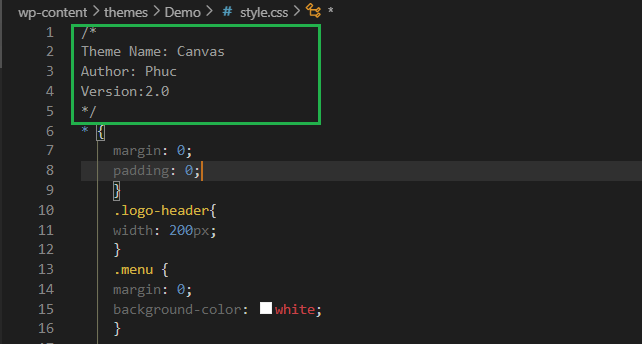 wp-content > themes > Demo > # style.css > *
1 /*
2 Theme Name: Canvas
3 Author: Phuc
4 Version:2.0
5 */
6 * {
7 margin: 0;
8 padding: 0;
9 }
10 .logo-header{
11 width: 200px;
12 }
13 .menu {
14 margin: 0;
15 background-color: white;
16 }